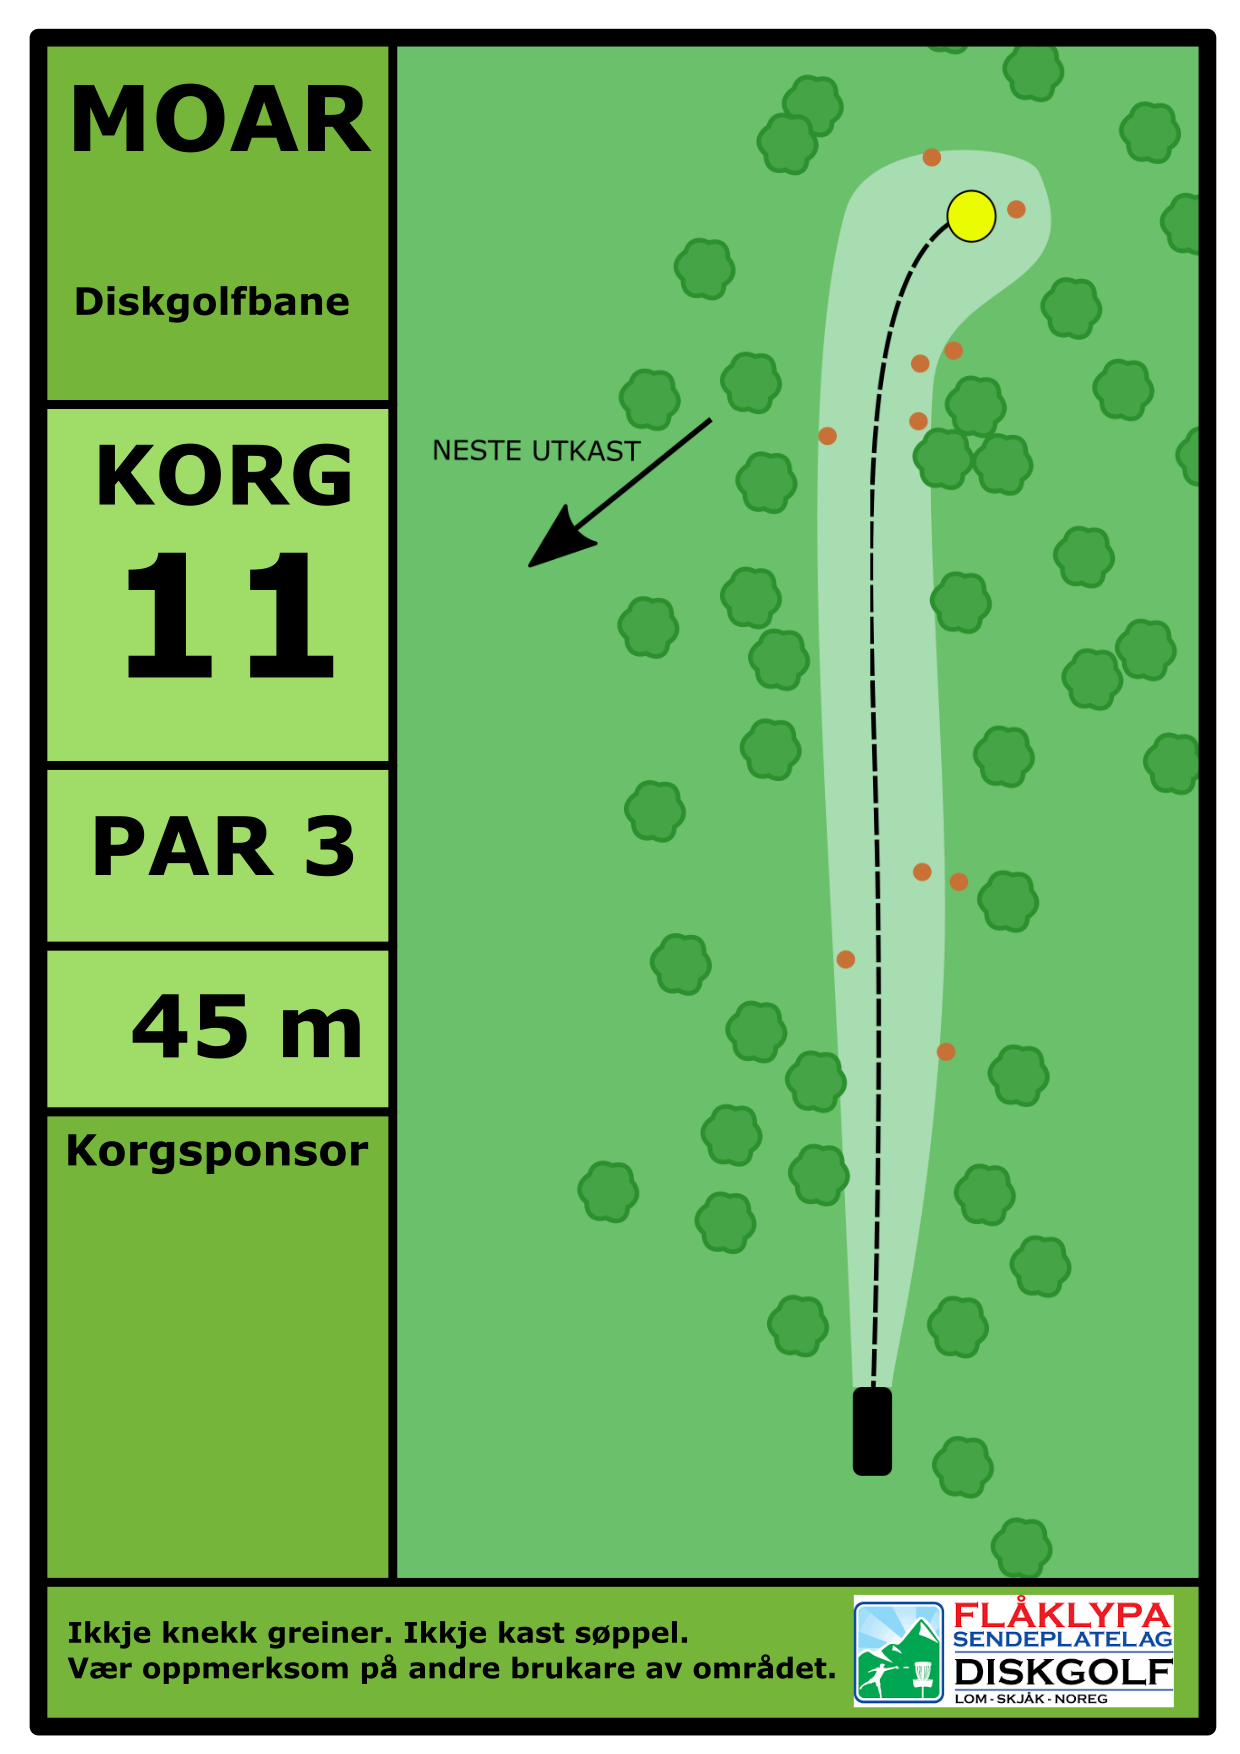 MOAR
Diskgolfbane
KORG
11
PAR 3
45 m
Korgsponsor
NESTE UTKAST
Ikkje knekk greiner. Ikkje kast søppel.
Vær oppmerksom på andre brukare av området.
FLÅKLYPA
SENDEPLATELAG
DISKGOLF
LOM - SKJÅK - NOREG